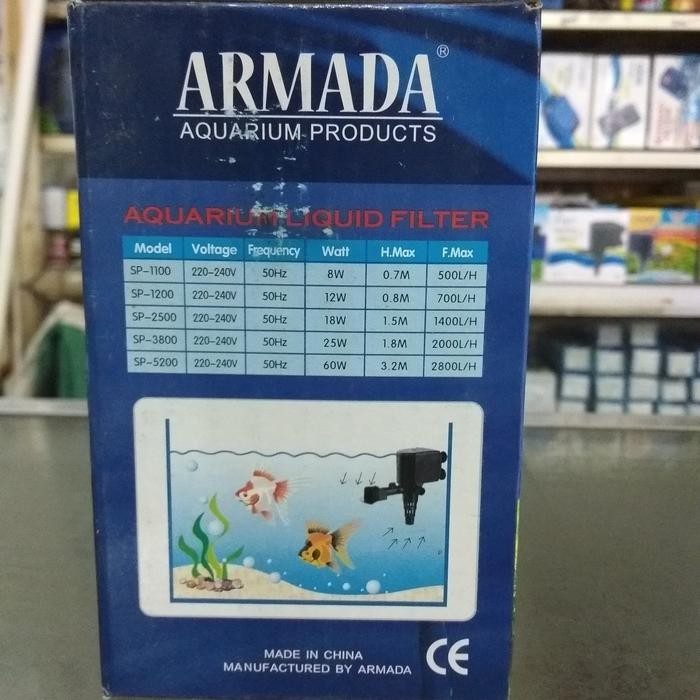 ARMADA®
AQUARIUM PRODUCTS
AQUARIUM LIQUID FILTER
Model Voltage Frequency Watt H.Max F.Max
SP-1100 220-240V 50Hz 8W 0.7M 500L/H
SP-1200 220-240V 50Hz 12W 0.8M 700L/H
SP-2500 220-240V 50Hz 18W 1.5M 1400L/H
SP-3800 220-240V 50Hz 25W 1.8M 2000L/H
SP-5200 220-240V 50Hz 60W 3.2M 2800L/H
MADE IN CHINA
MANUFACTURED BY ARMADA
CE